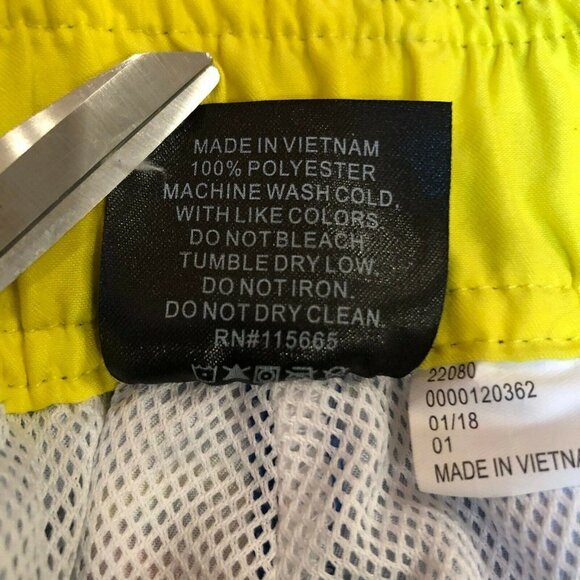 MADE IN VIETNAM
100% POLYESTER
MACHINE WASH COLD,
WITH LIKE COLORS
DO NOT BLEACH
TUMBLE DRY LOW.
DO NOT IRON.
DO NOT DRY CLEAN.
RN#115665
22080
0000120362
01/18
01
MADE IN VIETNA